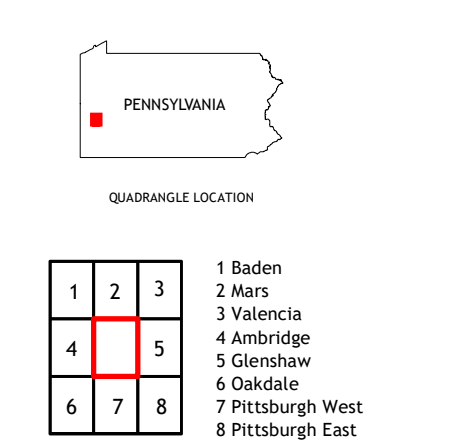 PENNSYLVANIA
QUADRANGLE LOCATION
1 2 3
4 5
6 7 8
1 Baden
2 Mars
3 Valencia
4 Ambridge
5 Glenshaw
6 Oakdale
7 Pittsburgh West
8 Pittsburgh East